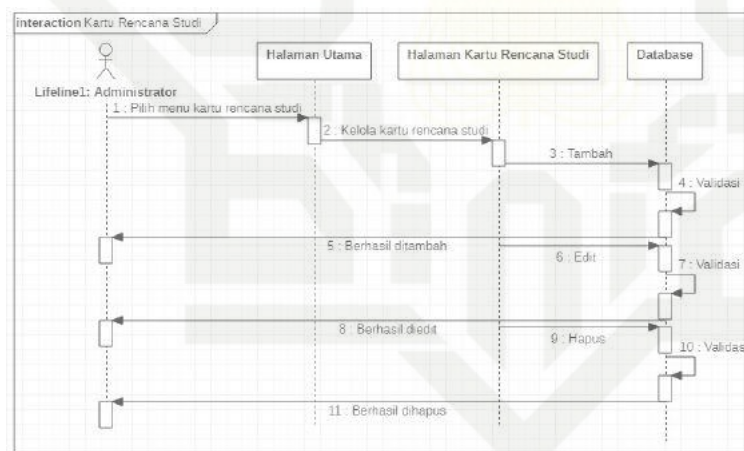 interaction Kartu Rencana Studi
Halaman Utama
Halaman Kartu Rencana Studi
Database
Lifeline1: Administrator
1 : Pilih menu kartu rencana studi
2 : Kelola kartu rencana studi
3 : Tambah
4 : Validasi
5 : Berhasil ditambah
6 : Edit
7 : Validasi
8 : Berhasil diedit
9 : Hapus
10 : Validas
11 : Berhasil dihapus